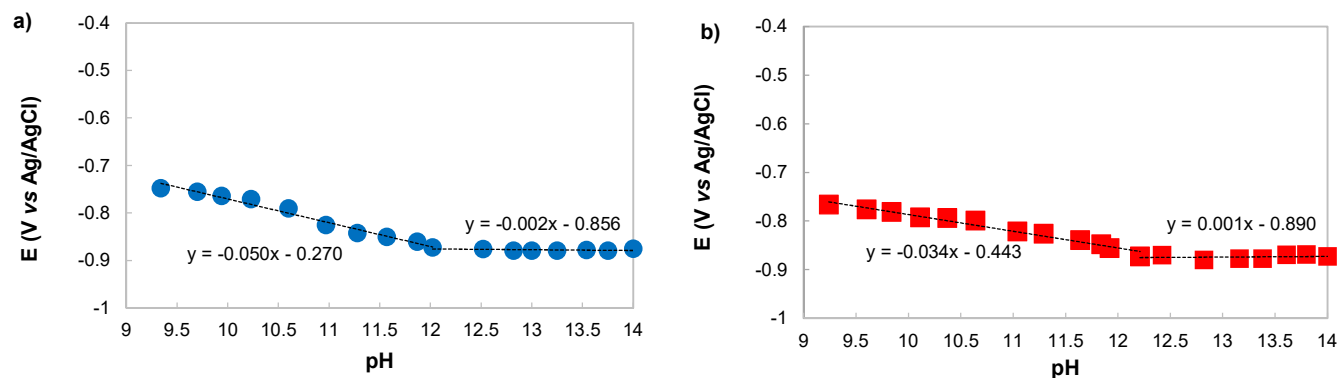 a)
-0.4
-0.5
-0.6
-0.7
-0.8
-0.9
-1
E (V vs Ag/AgCl)
y = -0.002x - 0.856
y = -0.050x - 0.270
9 9.5 10 10.5 11 11.5 12 12.5 13 13.5 14
pH
b)
-0.4
-0.5
-0.6
-0.7
-0.8
-0.9
-1
E (V vs Ag/AgCl)
y = 0.001x - 0.890
y = -0.034x - 0.443
9 9.5 10 10.5 11 11.5 12 12.5 13 13.5 14
pH